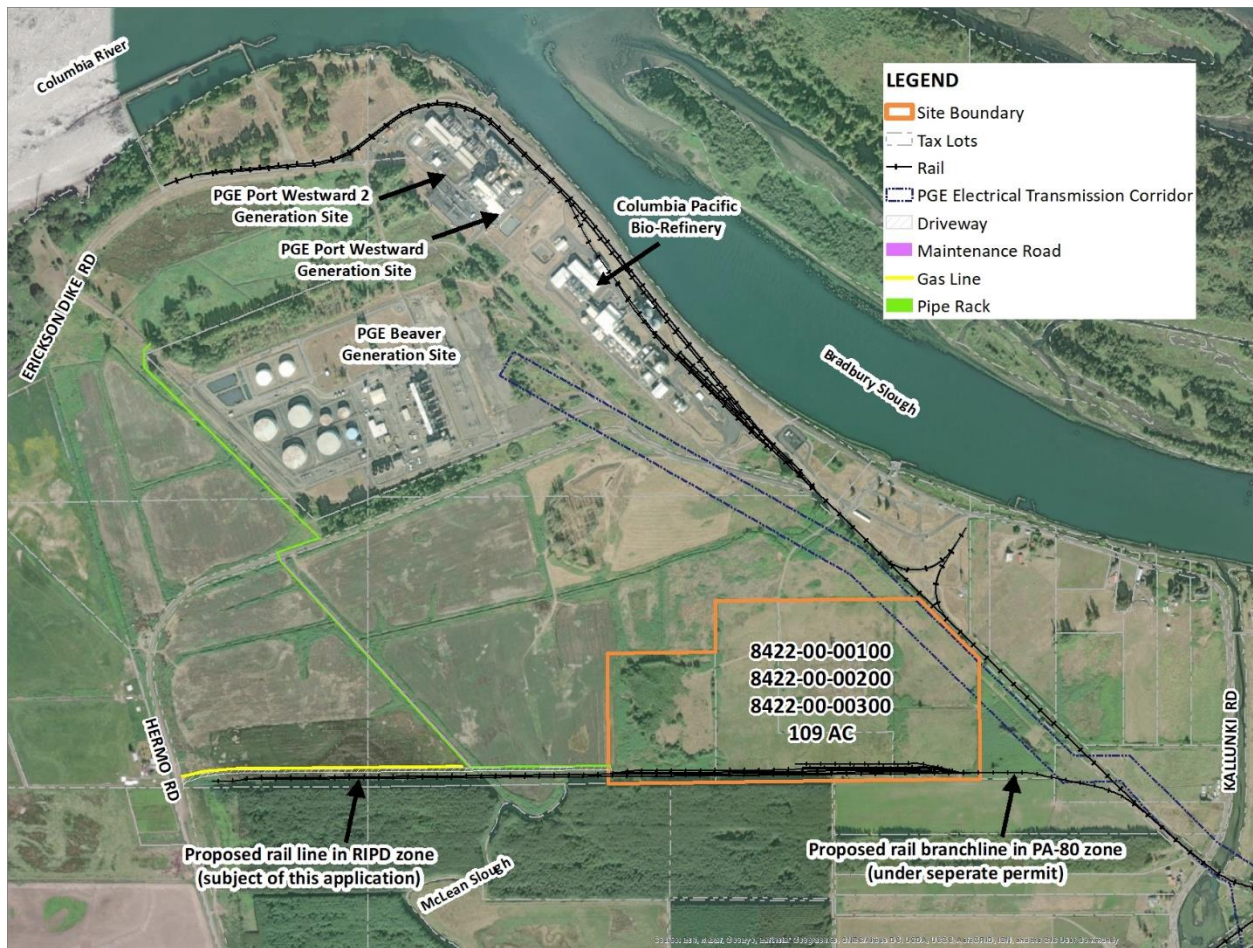 Columbia River
LEGEND
Site Boundary
Tax Lots
Rail
PGE Electrical Transmission Corridor
Driveway
Maintenance Road
Gas Line
Pipe Rack
PGE Port Westward 2
Generation Site
Columbia Pacific
Bio-Refinery
PGE Port Westward
Generation Site
ERICKSON DIKE RD
PGE Beaver
Generation Site
Bradbury Slough
8422-00-00100
8422-00-00200
8422-00-00300
109 AC
HERMO RD
KALLUNKI RD
Proposed rail line in RIPD zone
(subject of this application)
McLean Slough
Proposed rail branchline in PA-80 zone
(under seperate permit)